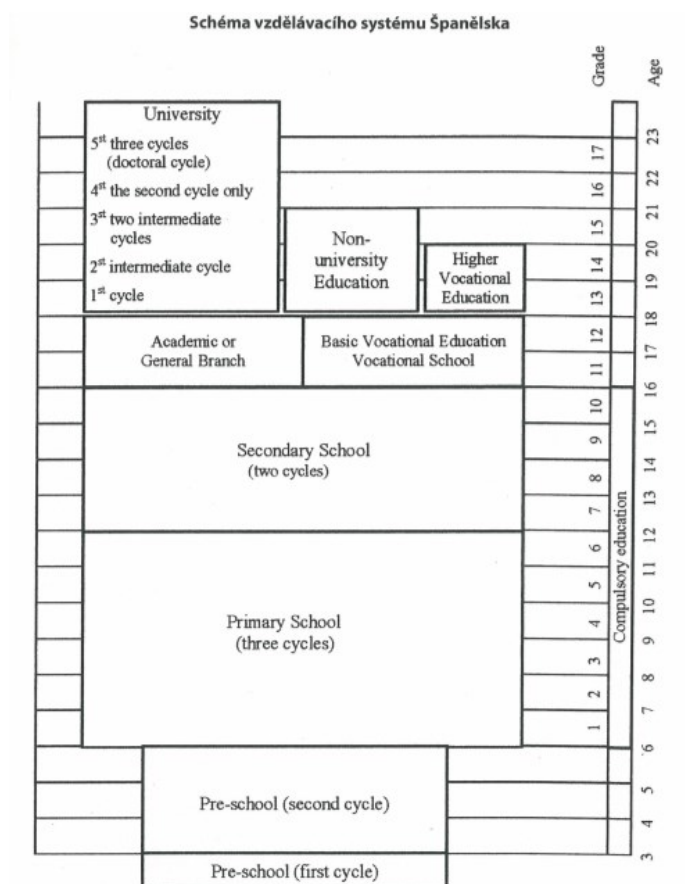 Schéma vzdělávacího systému Španělska
Grade
Age
University
5st three cycles
(doctoral cycle)
4st the second cycle only
3st two intermediate
cycles
2st intermediate cycle
1st cycle
Non-
university
Education
Higher
Vocational
Education
Academic or
General Branch
Basic Vocational Education
Vocational School
Secondary School
(two cycles)
Primary School
(three cycles)
Pre-school (second cycle)
Pre-school (first cycle)
17
16
15
14
13
12
11
10
9
8
7
6
5
4
3
2
1
Compulsory education
23
22
21
20
19
18
17
16
15
14
13
12
11
10
9
8
7
6
5
4
3